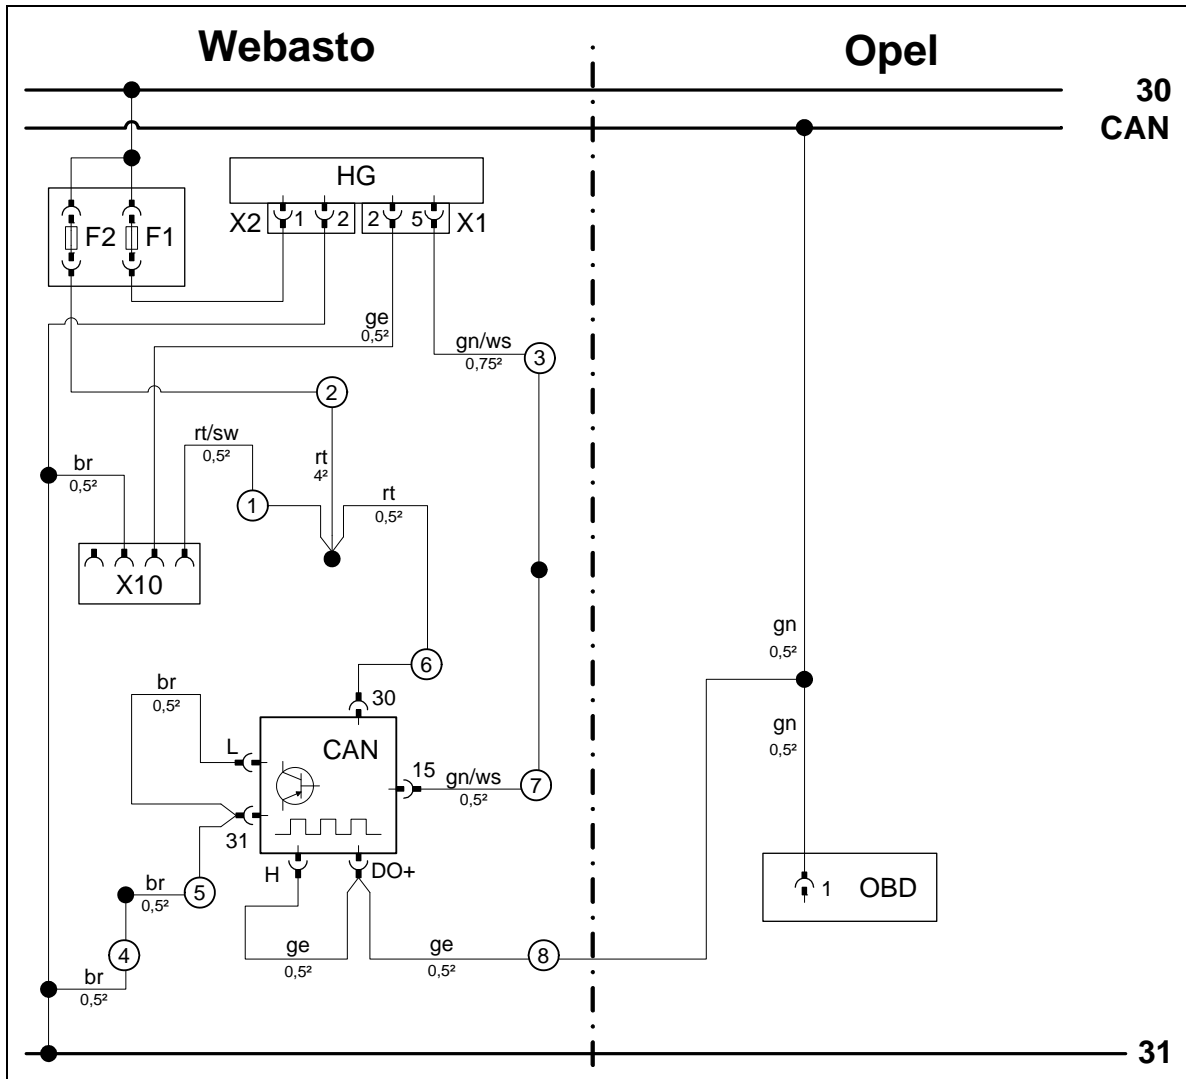 Webasto Opel
30
CAN
HG
X2 1 2 2 5 X1
F2 F1
ge
0,5²
gn/ws
0,75²
3
2
rt/sw
0,5²
br
0,5²
rt
4²
rt
0,5²
1
X10
gn
0,5²
6
br
0,5²
30
gn
0,5²
L
CAN
15
gn/ws
0,5²
7
31
H
DO+
br
0,5²
5
1 OBD
4
ge
0,5²
ge
0,5²
8
br
0,5²
31